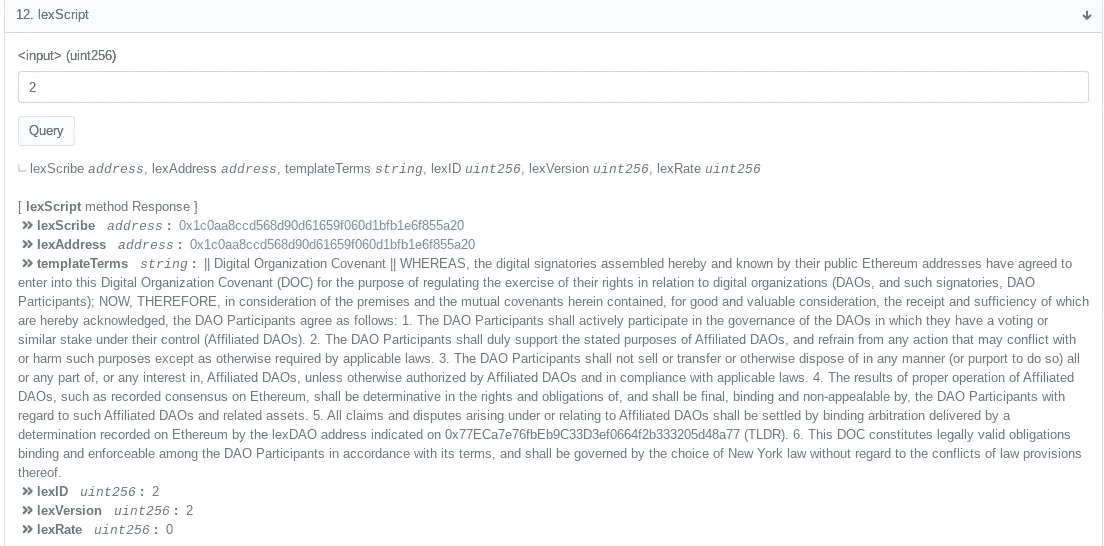 12. lexScript
<input> (uint256)
2
Query
lexScribe address, lexAddress address, templateTerms string, lexID uint256, lexVersion uint256, lexRate uint256
[ lexScript method Response ]
lexScribe address : 0x1c0aa8ccd568d90d61659f060d1bfb1e6f855a20
lexAddress address : 0x1c0aa8ccd568d90d61659f060d1bfb1e6f855a20
templateTerms string : || Digital Organization Covenant || WHEREAS, the digital signatories assembled hereby and known by their public Ethereum addresses have agreed to
enter into this Digital Organization Covenant (DOC) for the purpose of regulating the exercise of their rights in relation to digital organizations (DAOs, and such signatories, DAO
Participants); NOW, THEREFORE, in consideration of the premises and the mutual covenants herein contained, for good and valuable consideration, the receipt and sufficiency of which
are hereby acknowledged, the DAO Participants agree as follows: 1. The DAO Participants shall actively participate in the governance of the DAOs in which they have a voting or
similar stake under their control (Affiliated DAOs). 2. The DAO Participants shall duly support the stated purposes of Affiliated DAOs, and refrain from any action that may conflict with
or harm such purposes except as otherwise required by applicable laws. 3. The DAO Participants shall not sell or transfer or otherwise dispose of in any manner (or purport to do so) all
or any part of, or any interest in, Affiliated DAOs, unless otherwise authorized by Affiliated DAOs and in compliance with applicable laws. 4. The results of proper operation of Affiliated
DAOs, such as recorded consensus on Ethereum, shall be determinative in the rights and obligations of, and shall be final, binding and non-appealable by, the DAO Participants with
regard to such Affiliated DAOs and related assets. 5. All claims and disputes arising under or relating to Affiliated DAOs shall be settled by binding arbitration delivered by a
determination recorded on Ethereum by the lexDAO address indicated on 0x77ECa7e76fbEb9C33D3ef0664f2b333205d48a77 (TLDR). 6. This DOC constitutes legally valid obligations
binding and enforceable among the DAO Participants in accordance with its terms, and shall be governed by the choice of New York law without regard to the conflicts of law provisions
thereof.
lexID uint256 : 2
lexVersion uint256 : 2
lexRate uint256 : 0